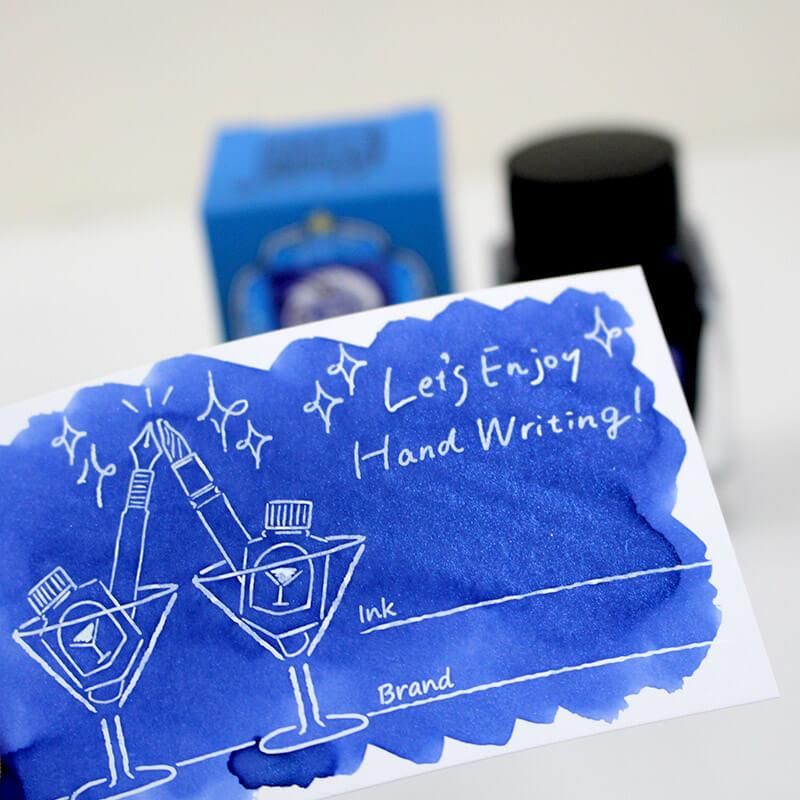 Let's Enjoy
Hand Writing!
Ink
Brand